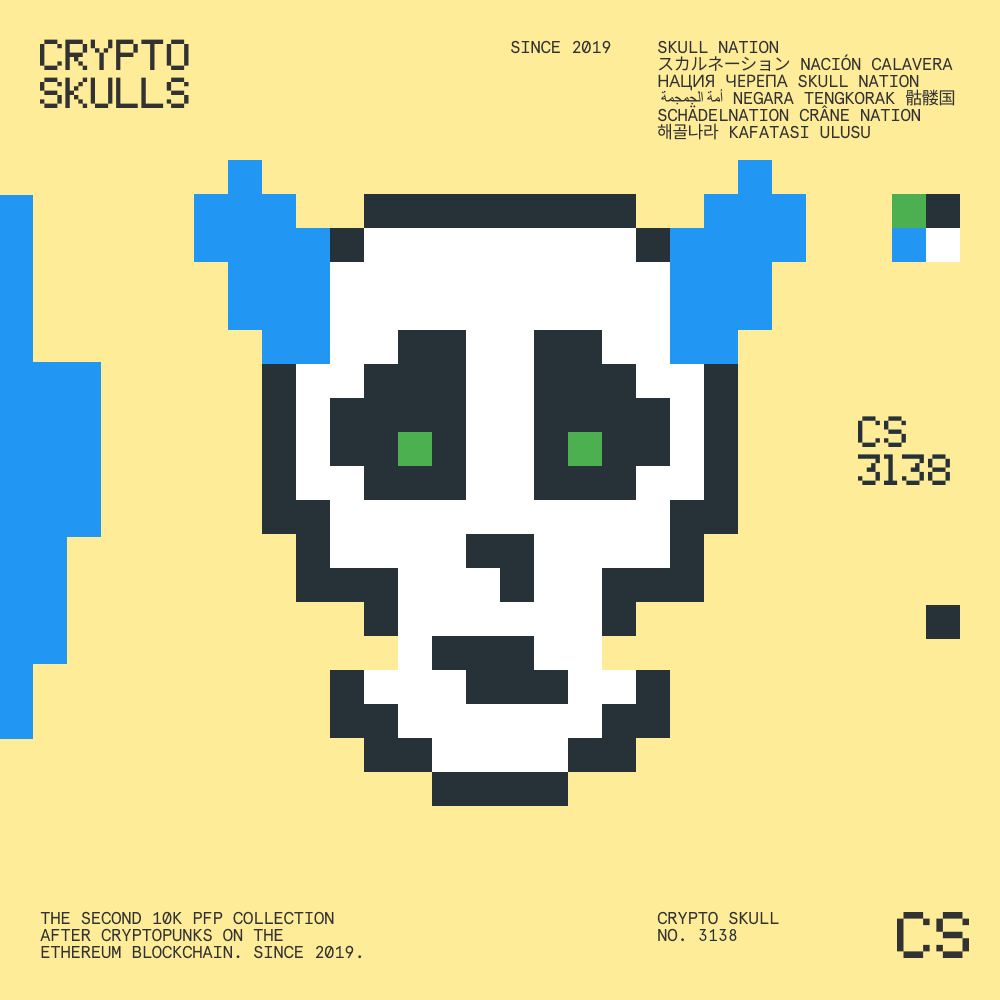 CRYPTO
SKULLS
SINCE 2019
SKULL NATION
スカルネーション NACIÓN CALAVERA
НАЦИЯ ЧЕРЕПА SKULL NATION
أمة الجمجمة NEGARA TENGKORAK 骷髅国
SCHÄDELNATION CRÂNE NATION
해골나라 KAFATASI ULUSU
CS
3138
THE SECOND 10K PFP COLLECTION
AFTER CRYPTOPUNKS ON THE
ETHEREUM BLOCKCHAIN. SINCE 2019.
CRYPTO SKULL
NO. 3138
CS